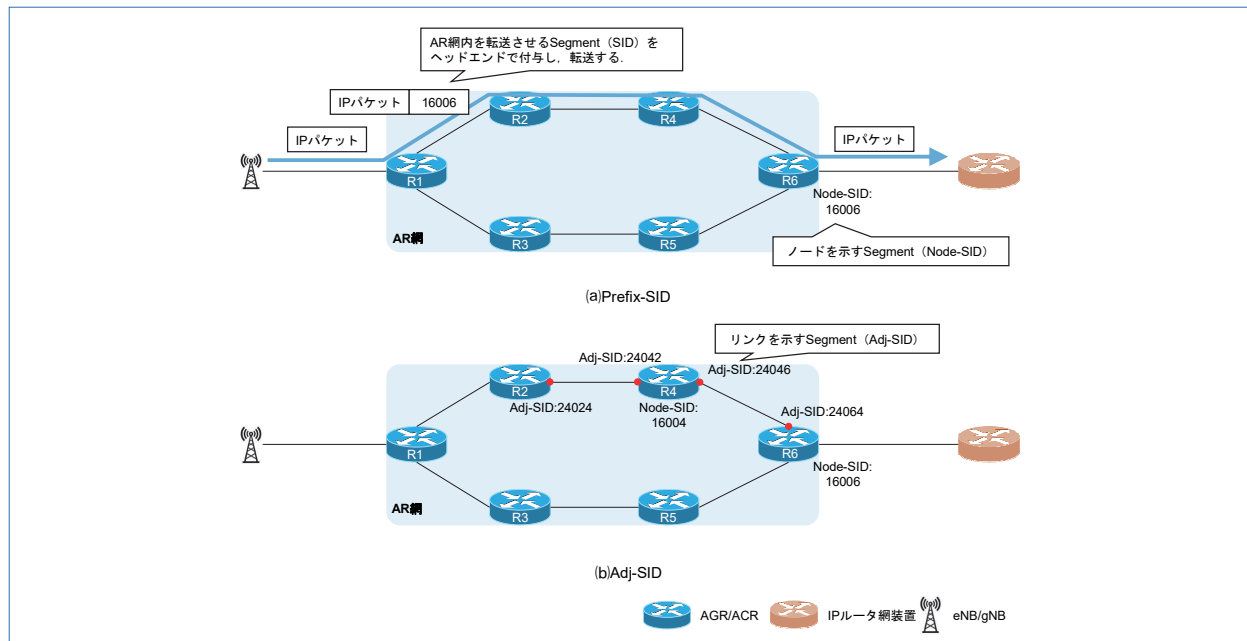 AR網内を転送させるSegment（SID）を
ヘッドエンドで付与し，転送する．
IPパケット 16006
IPパケット
IPパケット
R2
R4
R1
R6
Node-SID:
16006
R3
R5
AR網
ノードを示すSegment（Node-SID）
(a)Prefix-SID
リンクを示すSegment（Adj-SID）
Adj-SID:24042
Adj-SID:24046
R2
R4
Adj-SID:24024
Node-SID:
16004
Adj-SID:24064
R1
R6
Node-SID:
16006
R3
R5
AR網
(b)Adj-SID
AGR/ACR
IPルータ網装置
eNB/gNB